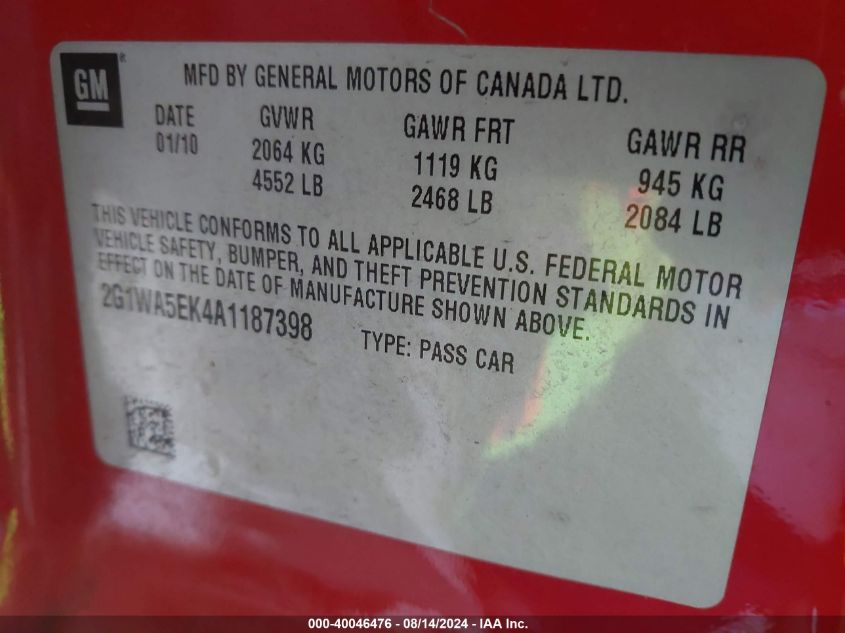 GM ®
MFD BY GENERAL MOTORS OF CANADA LTD.
DATE GVWR GAWR FRT GAWR RR
01/10 2064 KG 1119 KG 945 KG
4552 LB 2468 LB 2084 LB
THIS VEHICLE CONFORMS TO ALL APPLICABLE U.S. FEDERAL MOTOR
VEHICLE SAFETY, BUMPER, AND THEFT PREVENTION STANDARDS IN
EFFECT ON THE DATE OF MANUFACTURE SHOWN ABOVE.
2G1WA5EK4A1187398 TYPE: PASS CAR
000-40046476 - 08/14/2024 - IAA Inc.